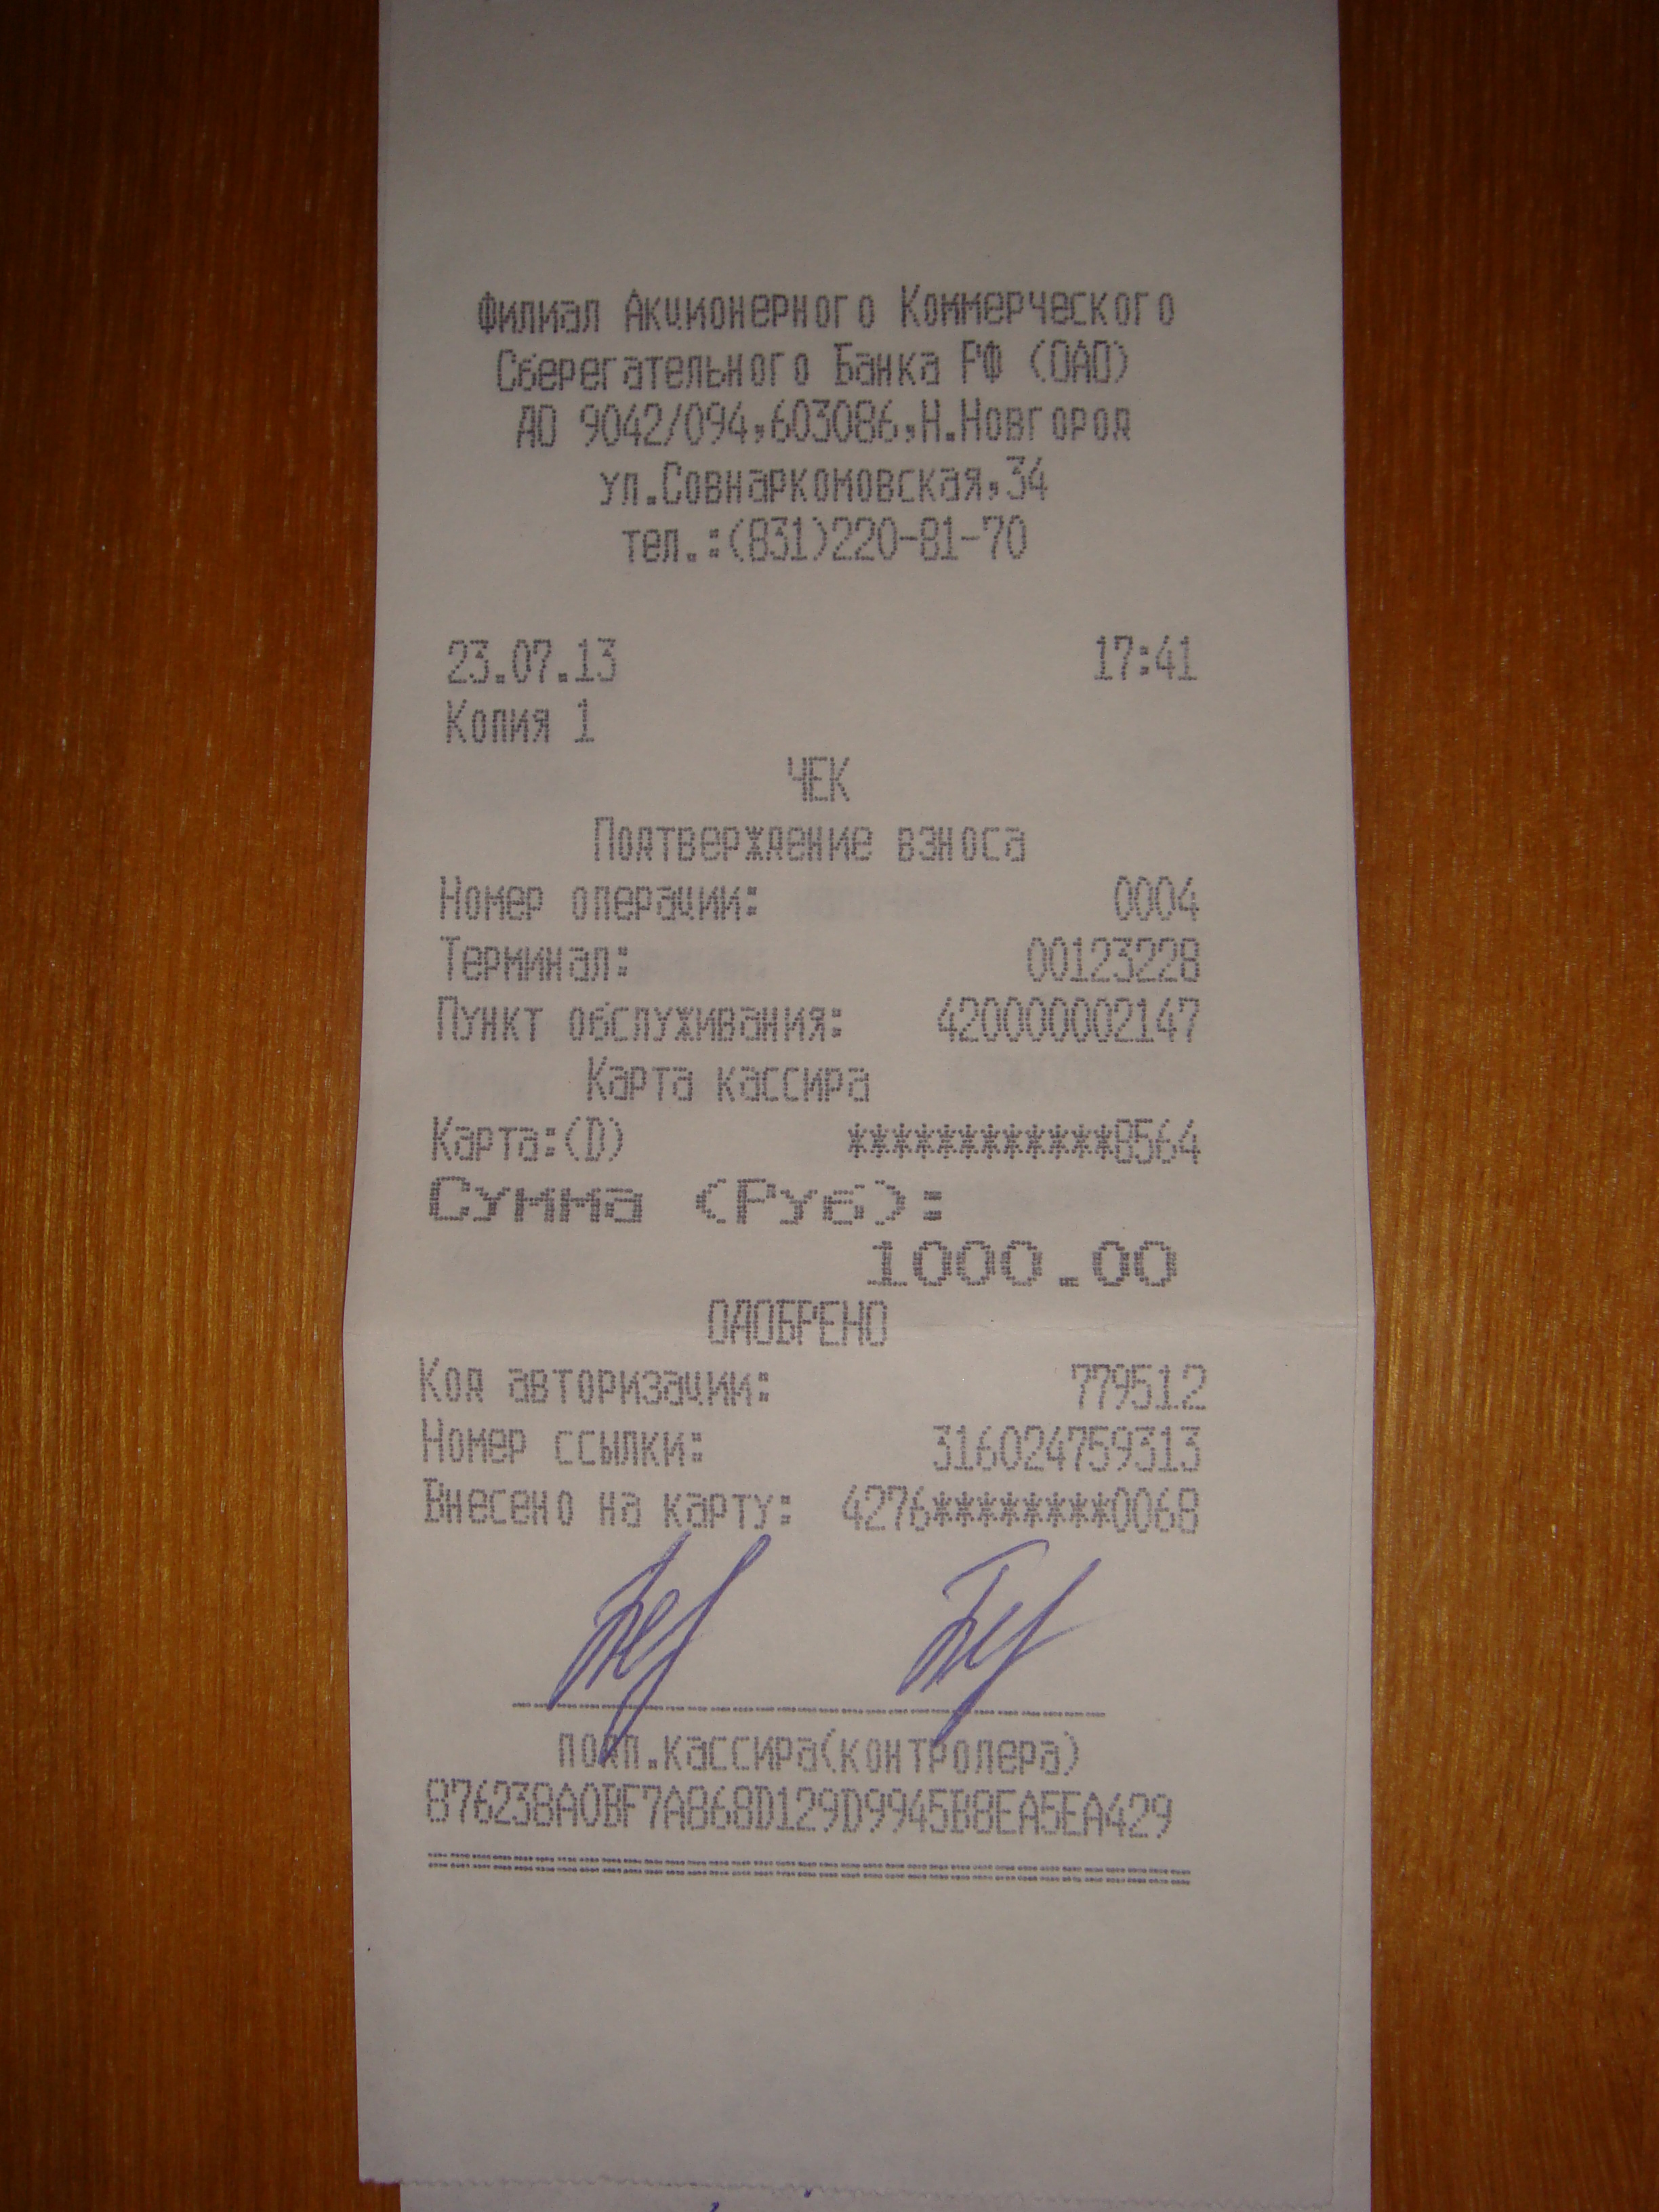 Филиал Акционерного Коммерческого
Сберегательного Банка РФ (ОАО)
ДО 9042/094,603086,Н.Новгород
ул.Совнаркомовская,34
тел.:(831)220-81-70
23.07.13 17:41
Копия 1
ЧЕК
Подтверждение взноса
Номер операции: 0004
Терминал: 00123228
Пункт обслуживания: 420000002147
Карта кассира
Карта:(D) ************8564
Сумма (Руб):
1000.00
ОДОБРЕНО
Код авторизации: 779512
Номер ссылки: 316024759313
Внесено на карту: 4276********0068
подп.кассира(контролера)
876238A0BF7A868D129D9945B8EA5EA429